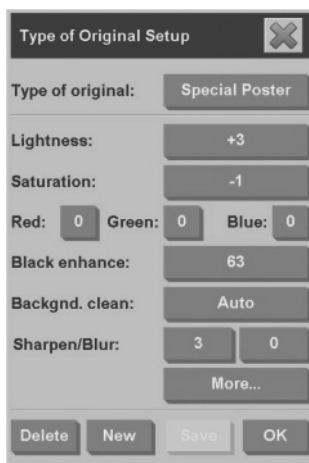 Type of Original Setup
Type of original: Special Poster
Lightness: +3
Saturation: -1
Red: 0 Green: 0 Blue: 0
Black enhance: 63
Backgnd. clean: Auto
Sharpen/Blur: 3 0
More...
Delete New Save OK